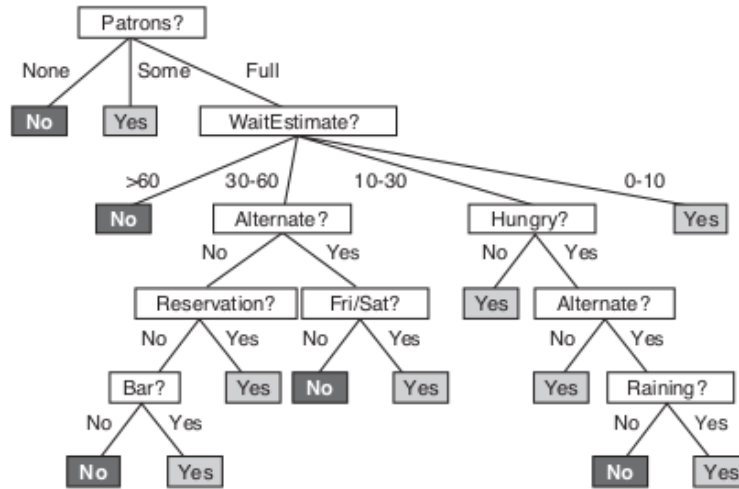 Patrons?
None Some Full
No Yes WaitEstimate?
>60 30-60 10-30 0-10
No Alternate? Hungry? Yes
No Yes No Yes
Reservation? Fri/Sat? Yes Alternate?
No Yes No Yes No Yes
Bar? Yes No Yes Yes Raining?
No Yes No Yes
No Yes No Yes